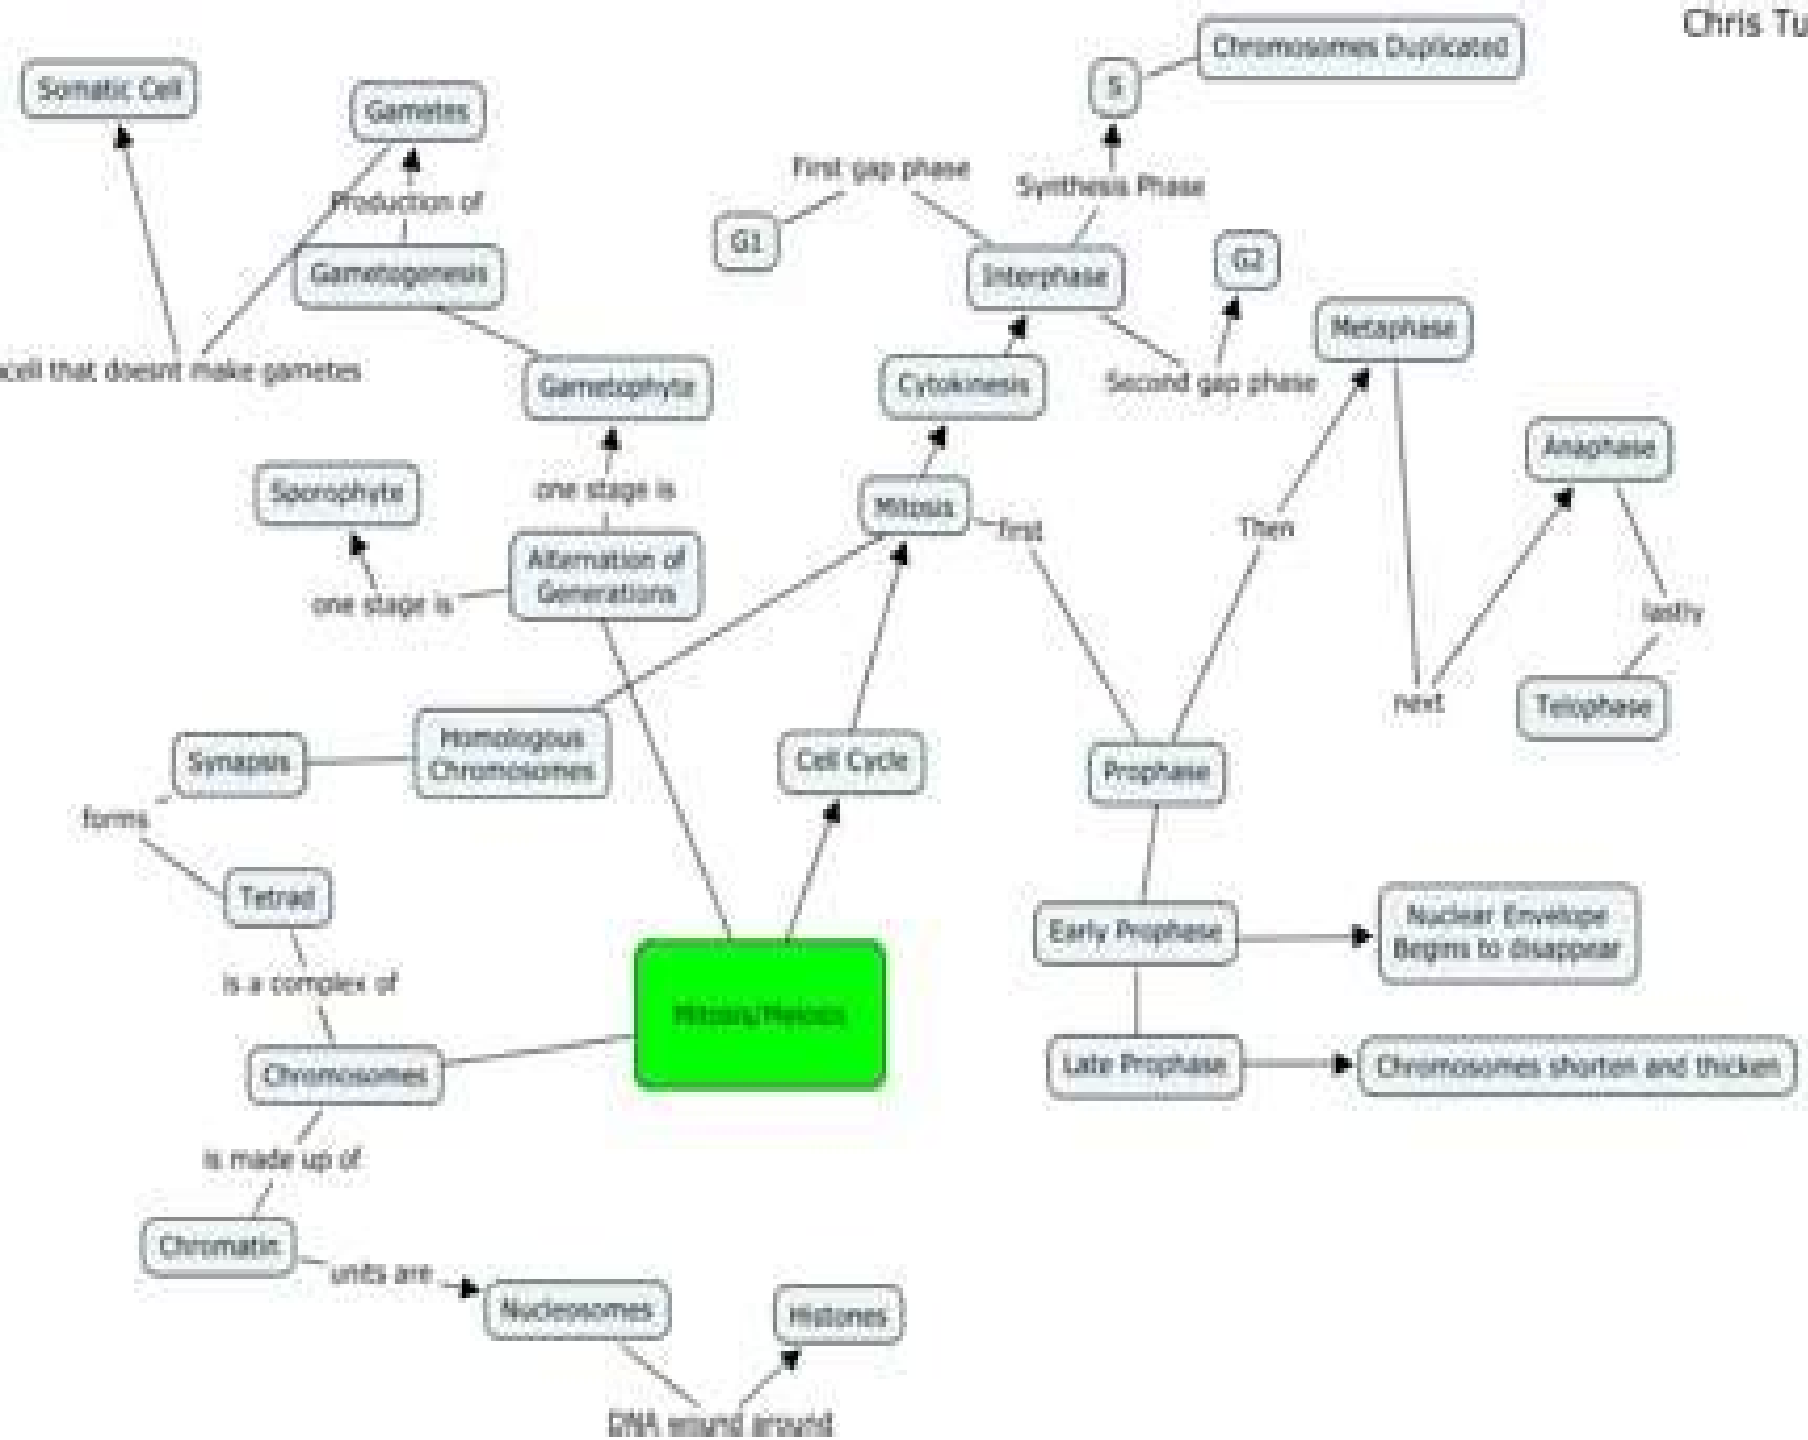 Chris Tu
Chromosomes Duplicated
Somatic Cell
S
Gametes
First gap phase
Synthesis Phase
Production of
G1
G2
Gametogenesis
Interphase
Metaphase
cell that doesnt make gametes
Gametophyte
Cytokinesis
Second gap phase
Anaphase
Sporophyte
one stage is
Mitosis
first
Then
Alternation of
Generations
one stage is
lastly
next
Telophase
Homologous
Chromosomes
Synapsis
Cell Cycle
Prophase
forms
Tetrad
Early Prophase
Nuclear Envelope
Begins to disappear
is a complex of
Mitosis/Meiosis
Late Prophase
Chromosomes shorten and thicken
Chromosomes
is made up of
Chromatin
units are
Nucleosomes
Histones
DNA wound around